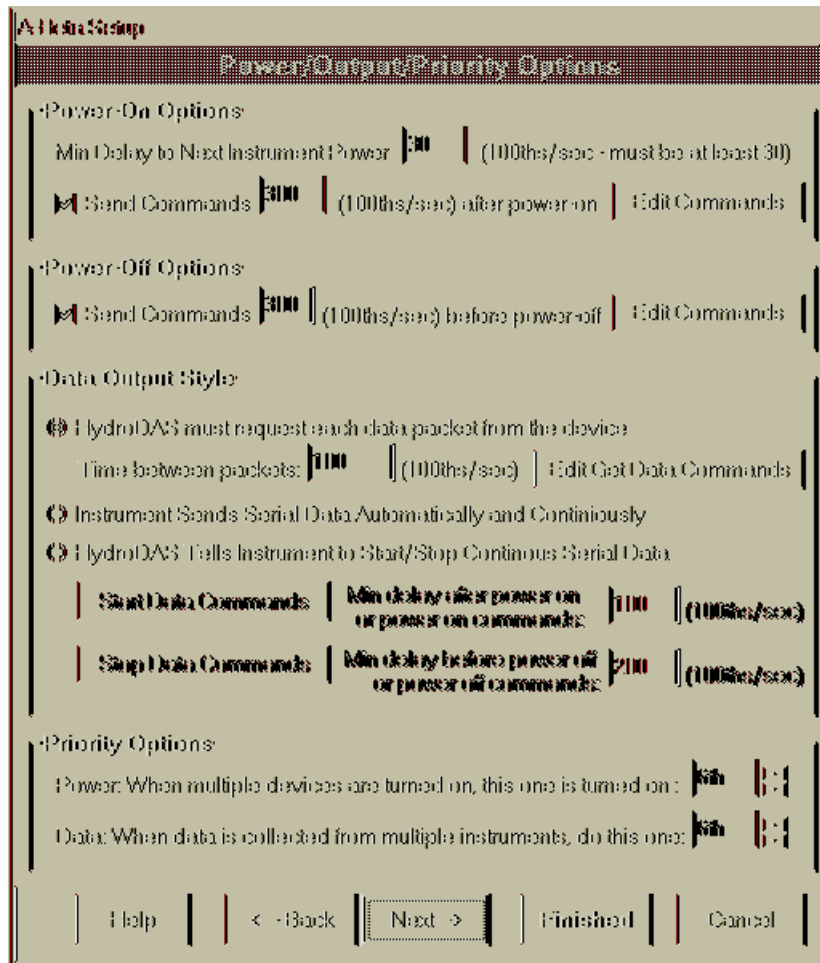 A-Beta Setup
Power/Output/Priority Options
Power-On Options
Min Delay to Next Instrument Power 30 (100ths/sec - must be at least 30)
Send Commands 300 (100ths/sec) after power-on Edit Commands
Power-Off Options
Send Commands 300 (100ths/sec) before power-off Edit Commands
Data Output Style
HydroDAS must request each data packet from the device
Time between packets: 100 (100ths/sec) Edit Get Data Commands
Instrument Sends Serial Data Automatically and Continiously
HydroDAS Tells Instrument to Start/Stop Continous Serial Data
Start Data Commands Min delay after power on
or power on commands: 100 (100ths/sec)
Stop Data Commands Min delay before power off
or power off commands: 200 (100ths/sec)
Priority Options
Power: When multiple devices are turned on, this one is turned on :
Data: When data is collected from multiple instruments, do this one:
Help <--Back Next -> Finished Cancel